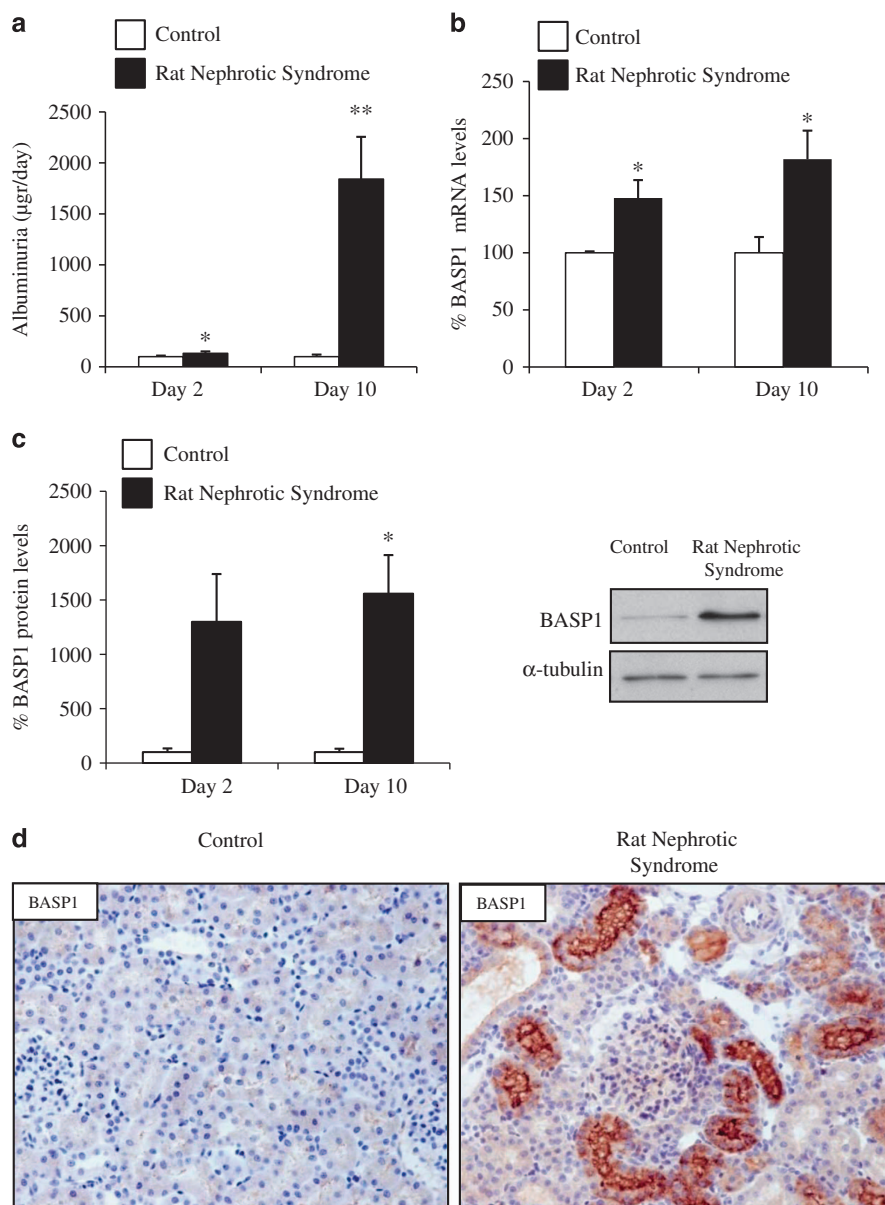 a
Control
Rat Nephrotic Syndrome
Albuminuria (µgr/day)
2500
2000
1500
1000
500
0
*
**
Day 2
Day 10
b
Control
Rat Nephrotic Syndrome
% BASP1 mRNA levels
250
200
150
100
50
0
*
*
Day 2
Day 10
c
Control
Rat Nephrotic Syndrome
% BASP1 protein levels
2500
2000
1500
1000
500
0
*
Day 2
Day 10
Control
Rat Nephrotic
Syndrome
BASP1
α-tubulin
d
Control
Rat Nephrotic
Syndrome
BASP1
BASP1